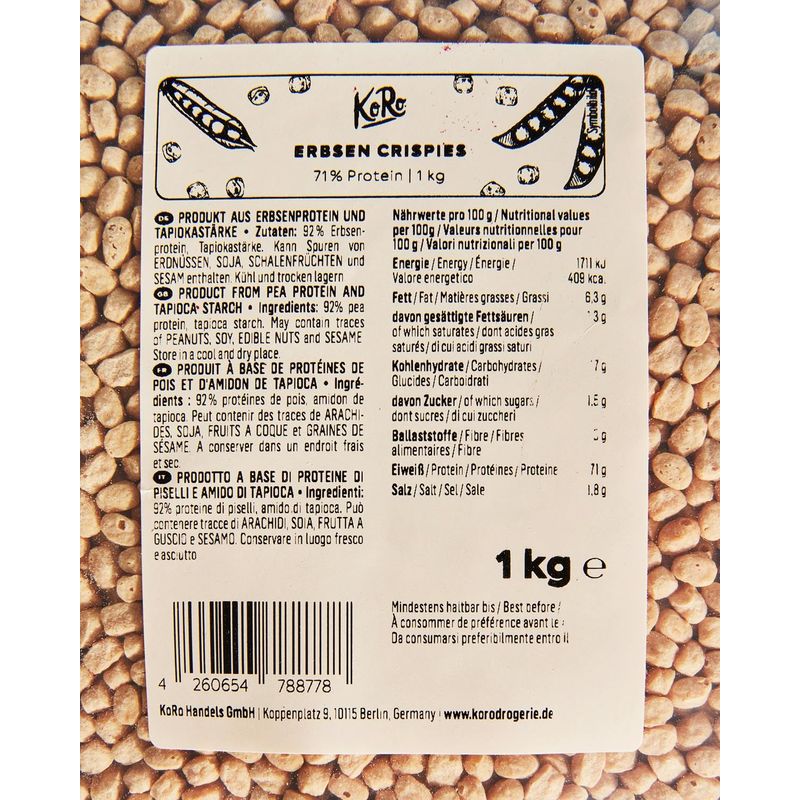 KoRo
ERBSEN CRISPIES
71% Protein | 1 kg
DE PRODUKT AUS ERBSENPROTEIN UND
TAPIOKASTÄRKE • Zutaten: 92% Erbsen-
protein, Tapiokastärke. Kann Spuren von
ERDNÜSSEN, SOJA, SCHALENFRÜCHTEN und
SESAM enthalten. Kühl und trocken lagern
GB PRODUCT FROM PEA PROTEIN AND
TAPIOCA STARCH • Ingredients: 92% pea
protein, tapioca starch. May contain traces
of PEANUTS, SOY, EDIBLE NUTS and SESAME
Store in a cool and dry place.
FR PRODUIT À BASE DE PROTÉINES DE
POIS ET D'AMIDON DE TAPIOCA • Ingré-
dients : 92% protéines de pois, amidon de
tapioca. Peut contenir des traces de ARACHI-
DES, SOJA, FRUITS A COQUE et GRAINES DE
SÉSAME. A conserver dans un endroit frais
et sec.
IT PRODOTTO A BASE DI PROTEINE DI
PISELLI E AMIDO DI TAPIOCA • Ingredienti:
92% proteine di piselli, amido di tapioca. Può
contenere tracce di ARACHIDI, SOIA, FRUTTA A
GUSCIO e SESAMO. Conservare in luogo fresco
e asciutto
Nährwerte pro 100 g / Nutritional values
per 100g / Valeurs nutritionnelles pour
100 g / Valori nutrizionali per 100 g
Energie / Energy / Énergie / 1711 kJ
Valore energetico 409 kcal
Fett / Fat / Matières grasses / Grassi 6,3 g
davon gesättigte Fettsäuren / 3 g
of which saturates / dont acides gras
saturés / di cui acidi grassi saturi
Kohlenhydrate / Carbohydrates / 7 g
Glucides / Carboidrati
davon Zucker / of which sugars / 1,5 g
dont sucres / di cui zuccheri
Ballaststoffe / Fibre / Fibres g
alimentaires / Fibre
Eiweiß / Protein / Protéines / Proteine 71 g
Salz / Salt / Sel / Sale 1,8 g
1 kg e
Mindestens haltbar bis / Best before /
À consommer de préférence avant le :
Da consumarsi preferibilmente entro il
4 260654 788778
KoRo Handels GmbH | Koppenplatz 9, 10115 Berlin, Germany | www.korodrogerie.de